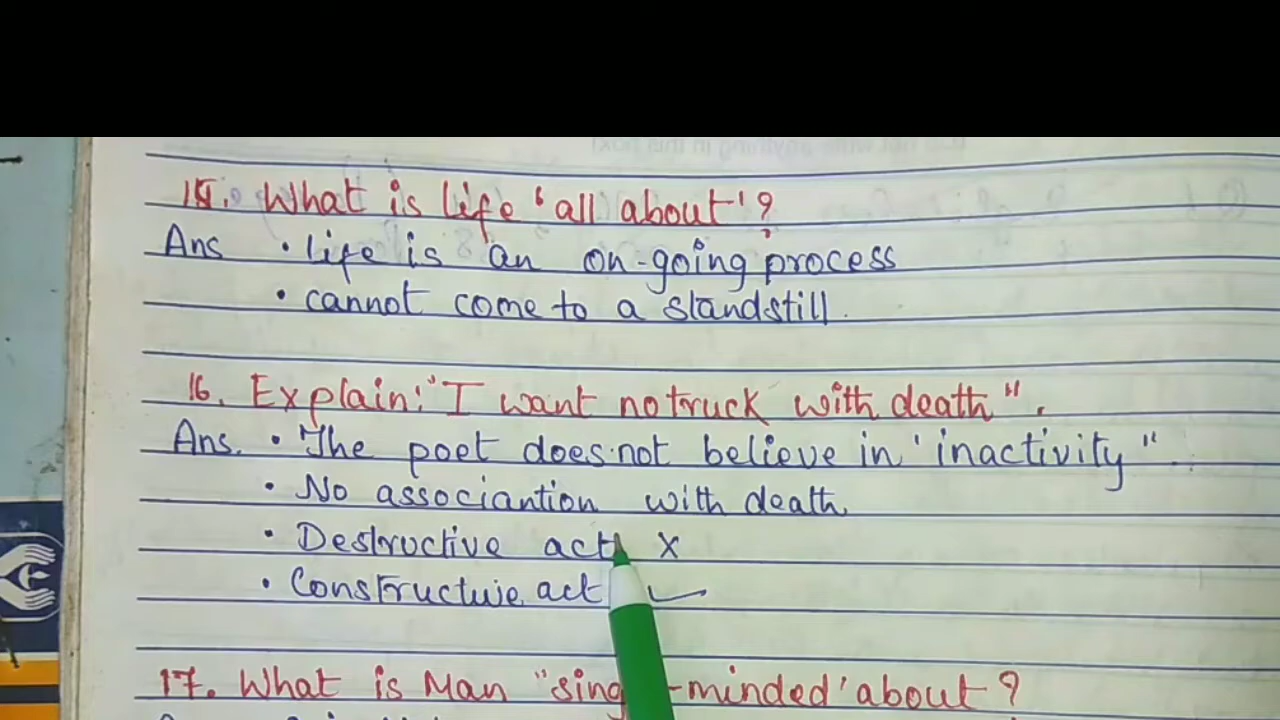 15. What is life 'all about'?
Ans • life is an on-going process
• cannot come to a standstill.
16. Explain: "I want no truck with death".
Ans. • The poet does not believe in 'inactivity".
• No associantion with death.
• Destructive act x
• Constructive act ✓
17. What is Man "sing -minded' about?